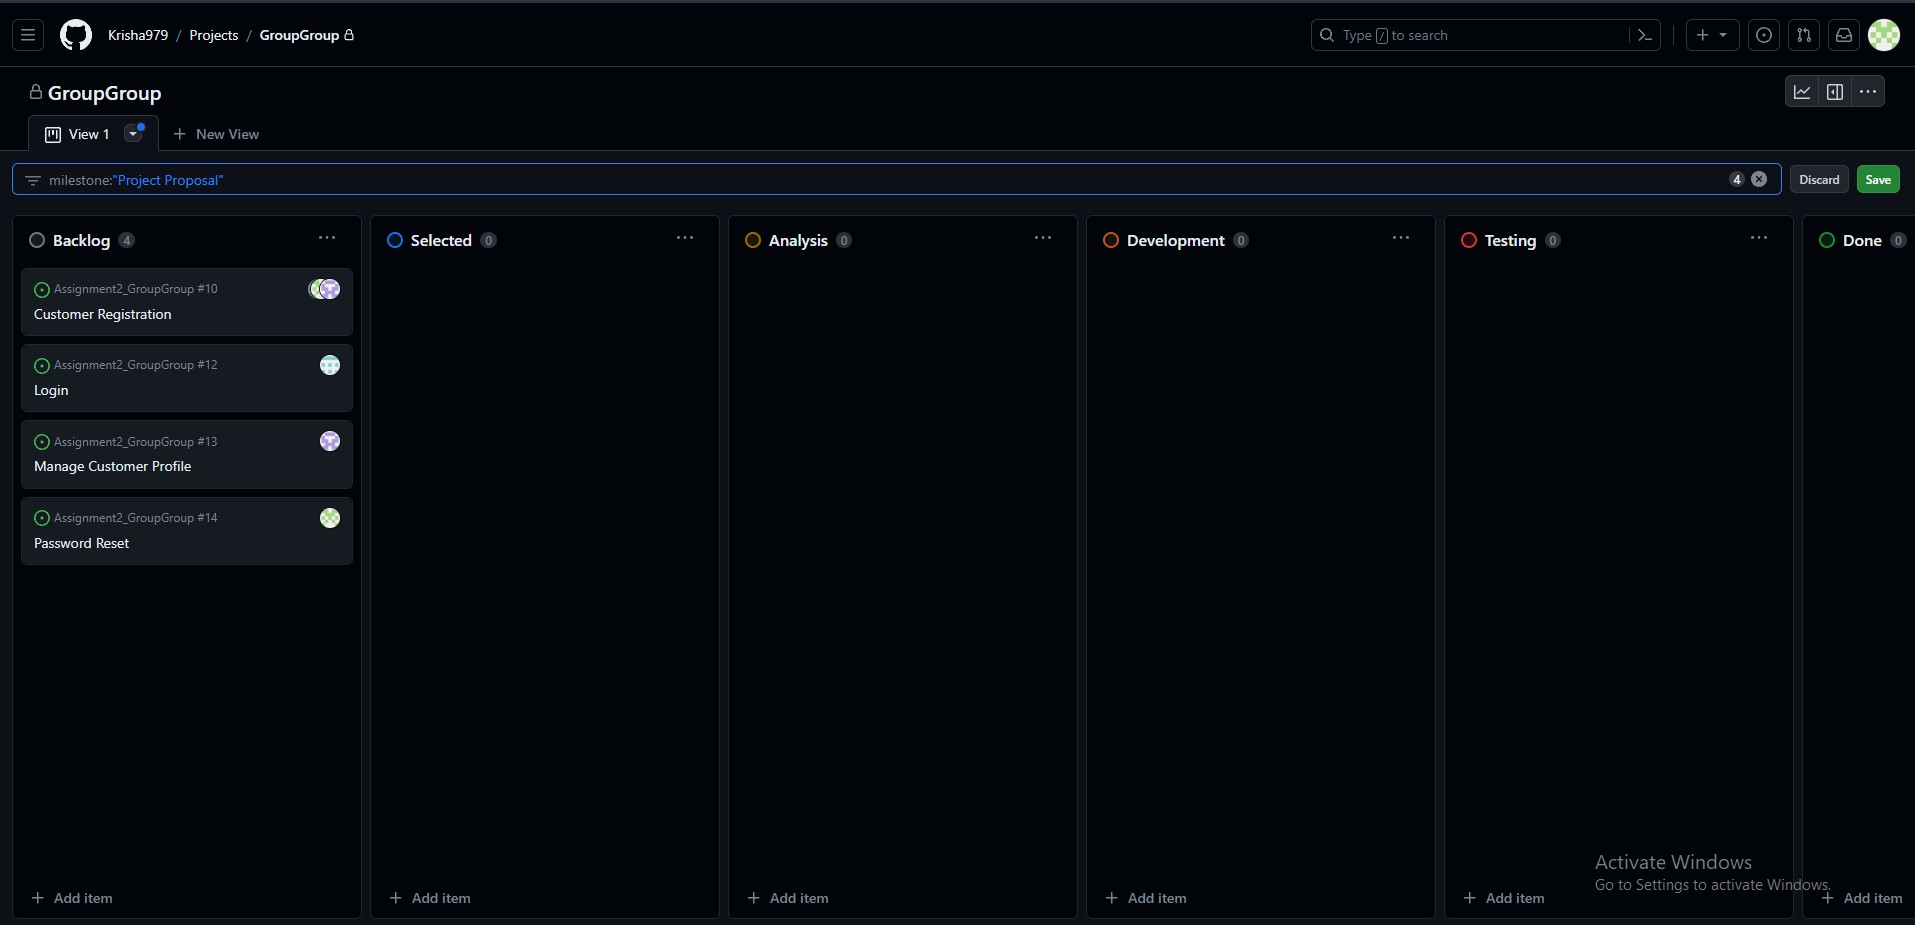 Krisha979 / Projects / GroupGroup
Type / to search
GroupGroup
View 1
New View
milestone:"Project Proposal"
4
Discard
Save
Backlog 4
Assignment2_GroupGroup #10
Customer Registration
Assignment2_GroupGroup #12
Login
Assignment2_GroupGroup #13
Manage Customer Profile
Assignment2_GroupGroup #14
Password Reset
+ Add item
Selected 0
+ Add item
Analysis 0
+ Add item
Development 0
+ Add item
Testing 0
+ Add item
Done 0
+ Add item
Activate Windows
Go to Settings to activate Windows.